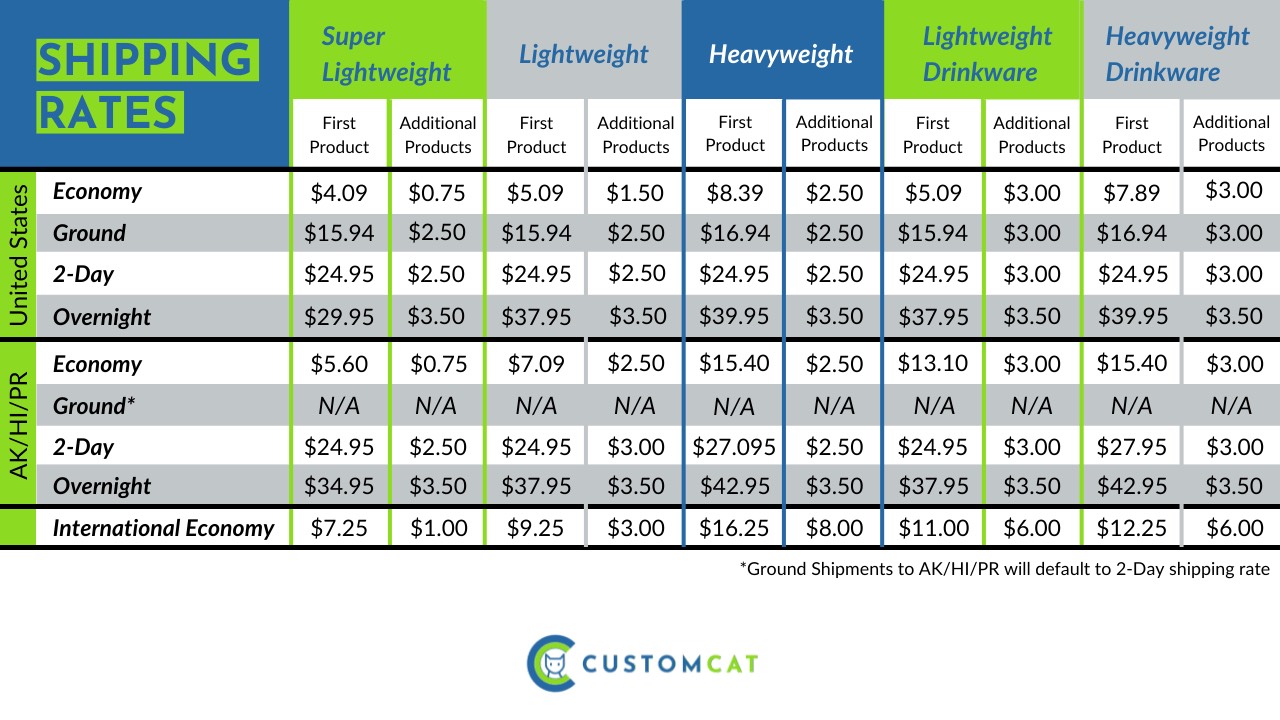 SHIPPING
RATES
Super
Lightweight
Lightweight
Heavyweight
Lightweight
Drinkware
Heavyweight
Drinkware
First
Product
Additional
Products
First
Product
Additional
Products
First
Product
Additional
Products
First
Product
Additional
Products
First
Product
Additional
Products
United States
Economy $4.09 $0.75 $5.09 $1.50 $8.39 $2.50 $5.09 $3.00 $7.89 $3.00
Ground $15.94 $2.50 $15.94 $2.50 $16.94 $2.50 $15.94 $3.00 $16.94 $3.00
2-Day $24.95 $2.50 $24.95 $2.50 $24.95 $2.50 $24.95 $3.00 $24.95 $3.00
Overnight $29.95 $3.50 $37.95 $3.50 $39.95 $3.50 $37.95 $3.50 $39.95 $3.50
AK/HI/PR
Economy $5.60 $0.75 $7.09 $2.50 $15.40 $2.50 $13.10 $3.00 $15.40 $3.00
Ground* N/A N/A N/A N/A N/A N/A N/A N/A N/A N/A
2-Day $24.95 $2.50 $24.95 $3.00 $27.095 $2.50 $24.95 $3.00 $27.95 $3.00
Overnight $34.95 $3.50 $37.95 $3.50 $42.95 $3.50 $37.95 $3.50 $42.95 $3.50
International Economy $7.25 $1.00 $9.25 $3.00 $16.25 $8.00 $11.00 $6.00 $12.25 $6.00
*Ground Shipments to AK/HI/PR will default to 2-Day shipping rate
CUSTOMCAT